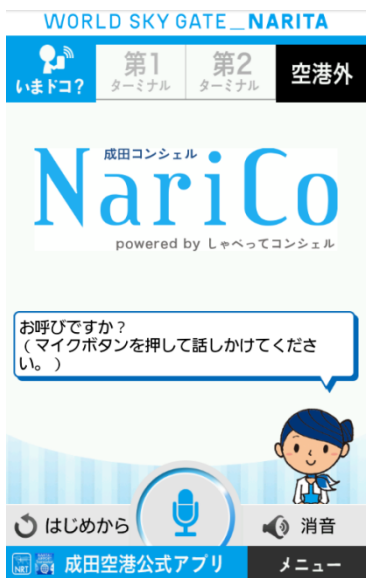 WORLD SKY GATE_NARITA
いまドコ?
第1
ターミナル
第2
ターミナル
空港外
成田コンシェル
NariCo
powered by しゃべってコンシェル
お呼びですか?
(マイクボタンを押して話しかけてくださ
い。)
はじめから
消音
NRT
成田空港公式アプリ
メニュー